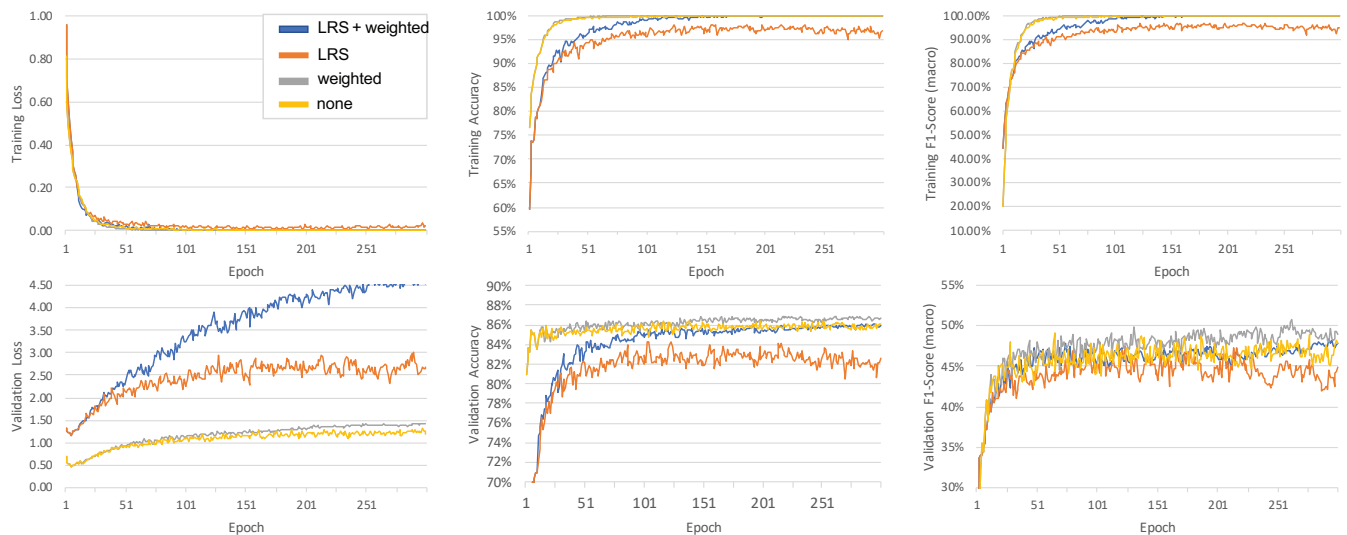 1.00
0.80
0.60
0.40
0.20
0.00
Training Loss
1 51 101 151 201 251
Epoch
LRS + weighted
LRS
weighted
none
100%
95%
90%
85%
80%
75%
70%
65%
60%
55%
Training Accuracy
1 51 101 151 201 251
Epoch
100.00%
90.00%
80.00%
70.00%
60.00%
50.00%
40.00%
30.00%
20.00%
10.00%
Training F1-Score (macro)
1 51 101 151 201 251
Epoch
4.50
4.00
3.50
3.00
2.50
2.00
1.50
1.00
0.50
0.00
Validation Loss
1 51 101 151 201 251
Epoch
90%
88%
86%
84%
82%
80%
78%
76%
74%
72%
70%
Validation Accuracy
1 51 101 151 201 251
Epoch
55%
50%
45%
40%
35%
30%
Validation F1-Score (macro)
1 51 101 151 201 251
Epoch